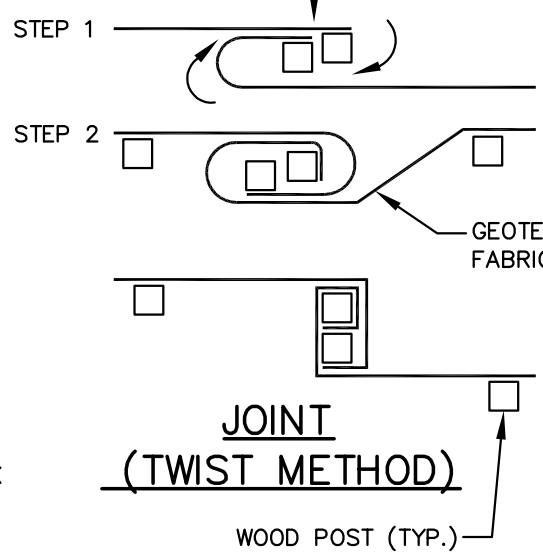 STEP 1
STEP 2
JOINT
(TWIST METHOD)
WOOD POST (TYP.)